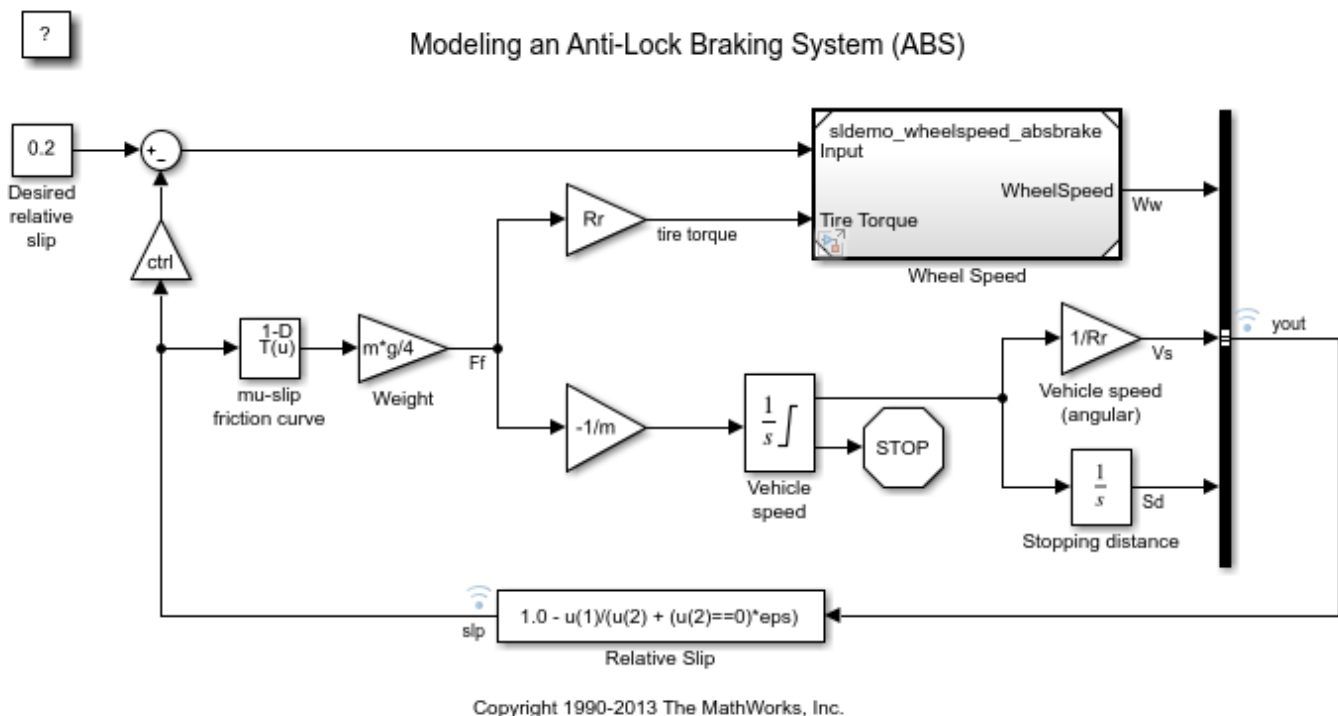 ?
Modeling an Anti-Lock Braking System (ABS)
0.2
Desired
relative
slip
+
-
ctrl
1-D
T(u)
mu-slip
friction curve
m*g/4
Weight
Ff
Rr
tire torque
sldemo_wheelspeed_absbrake
Input
WheelSpeed
Tire Torque
Wheel Speed
Ww
-1/m
1
s
Vehicle
speed
STOP
1/Rr
Vehicle speed
(angular)
Vs
1
s
Stopping distance
Sd
yout
slp
1.0 - u(1)/(u(2) + (u(2)==0)*eps)
Relative Slip
Copyright 1990-2013 The MathWorks, Inc.